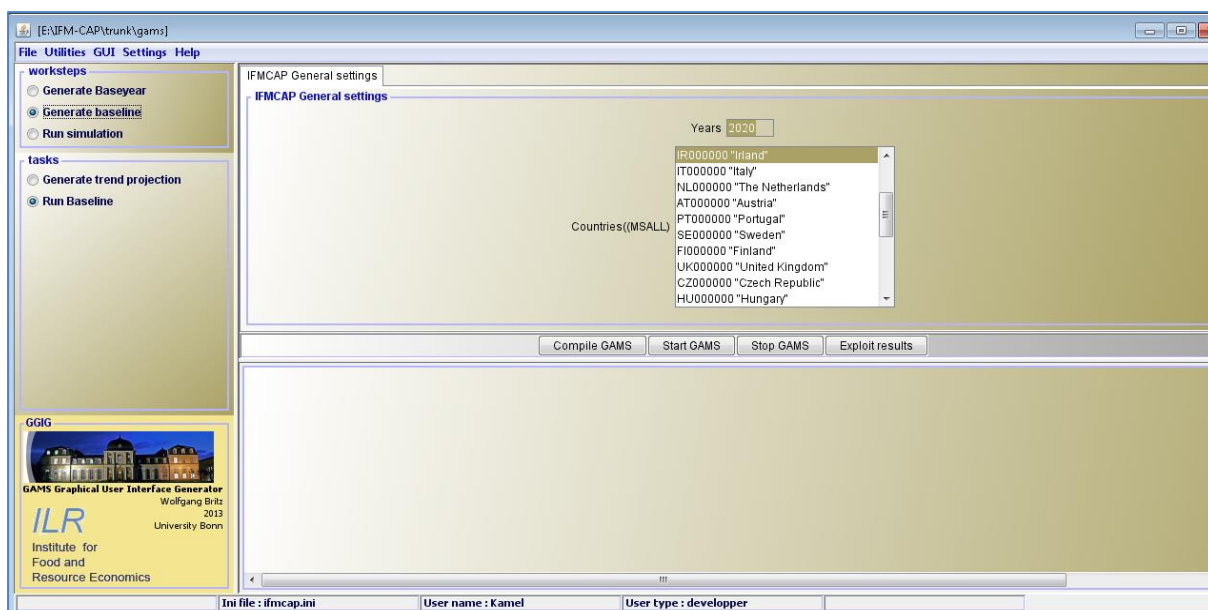 [E:\IFM-CAP\trunk\gams]
File Utilities GUI Settings Help
worksteps
Generate Baseyear
Generate baseline
Run simulation
tasks
Generate trend projection
Run Baseline
IFMCAP General settings
IFMCAP General settings
Years 2020
Countries((MSALL)
IR000000 "Irland"
IT000000 "Italy"
NL000000 "The Netherlands"
AT000000 "Austria"
PT000000 "Portugal"
SE000000 "Sweden"
FI000000 "Finland"
UK000000 "United Kingdom"
CZ000000 "Czech Republic"
HU000000 "Hungary"
Compile GAMS Start GAMS Stop GAMS Exploit results
GGIG
GAMS Graphical User Interface Generator
Wolfgang Britz
2013
University Bonn
ILR
Institute for
Food and
Resource Economics
Ini file : ifmcap.ini User name : Kamel User type : developper